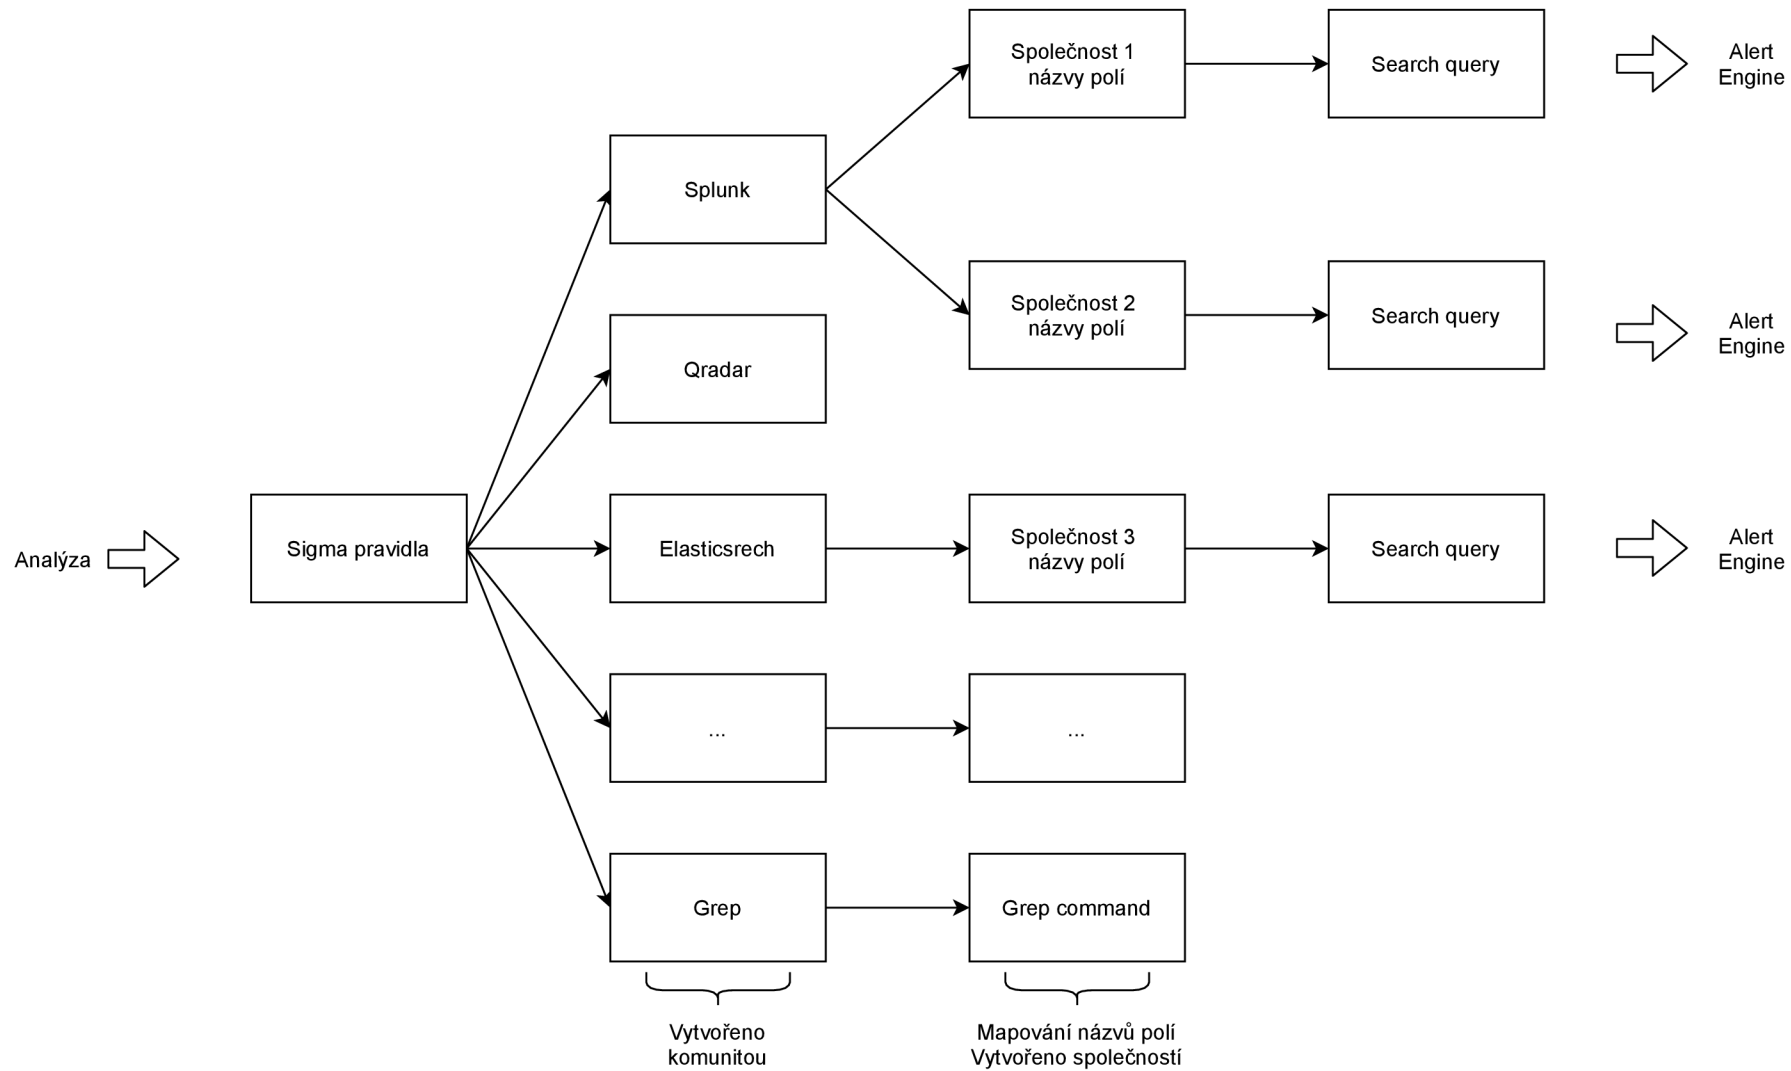 Společnost 1
názvy polí
Search query
Alert
Engine
Splunk
Společnost 2
názvy polí
Search query
Alert
Engine
Qradar
Analýza
Sigma pravidla
Elasticsrech
Společnost 3
názvy polí
Search query
Alert
Engine
...
...
Grep
Grep command
Vytvořeno
komunitou
Mapování názvů polí
Vytvořeno společností